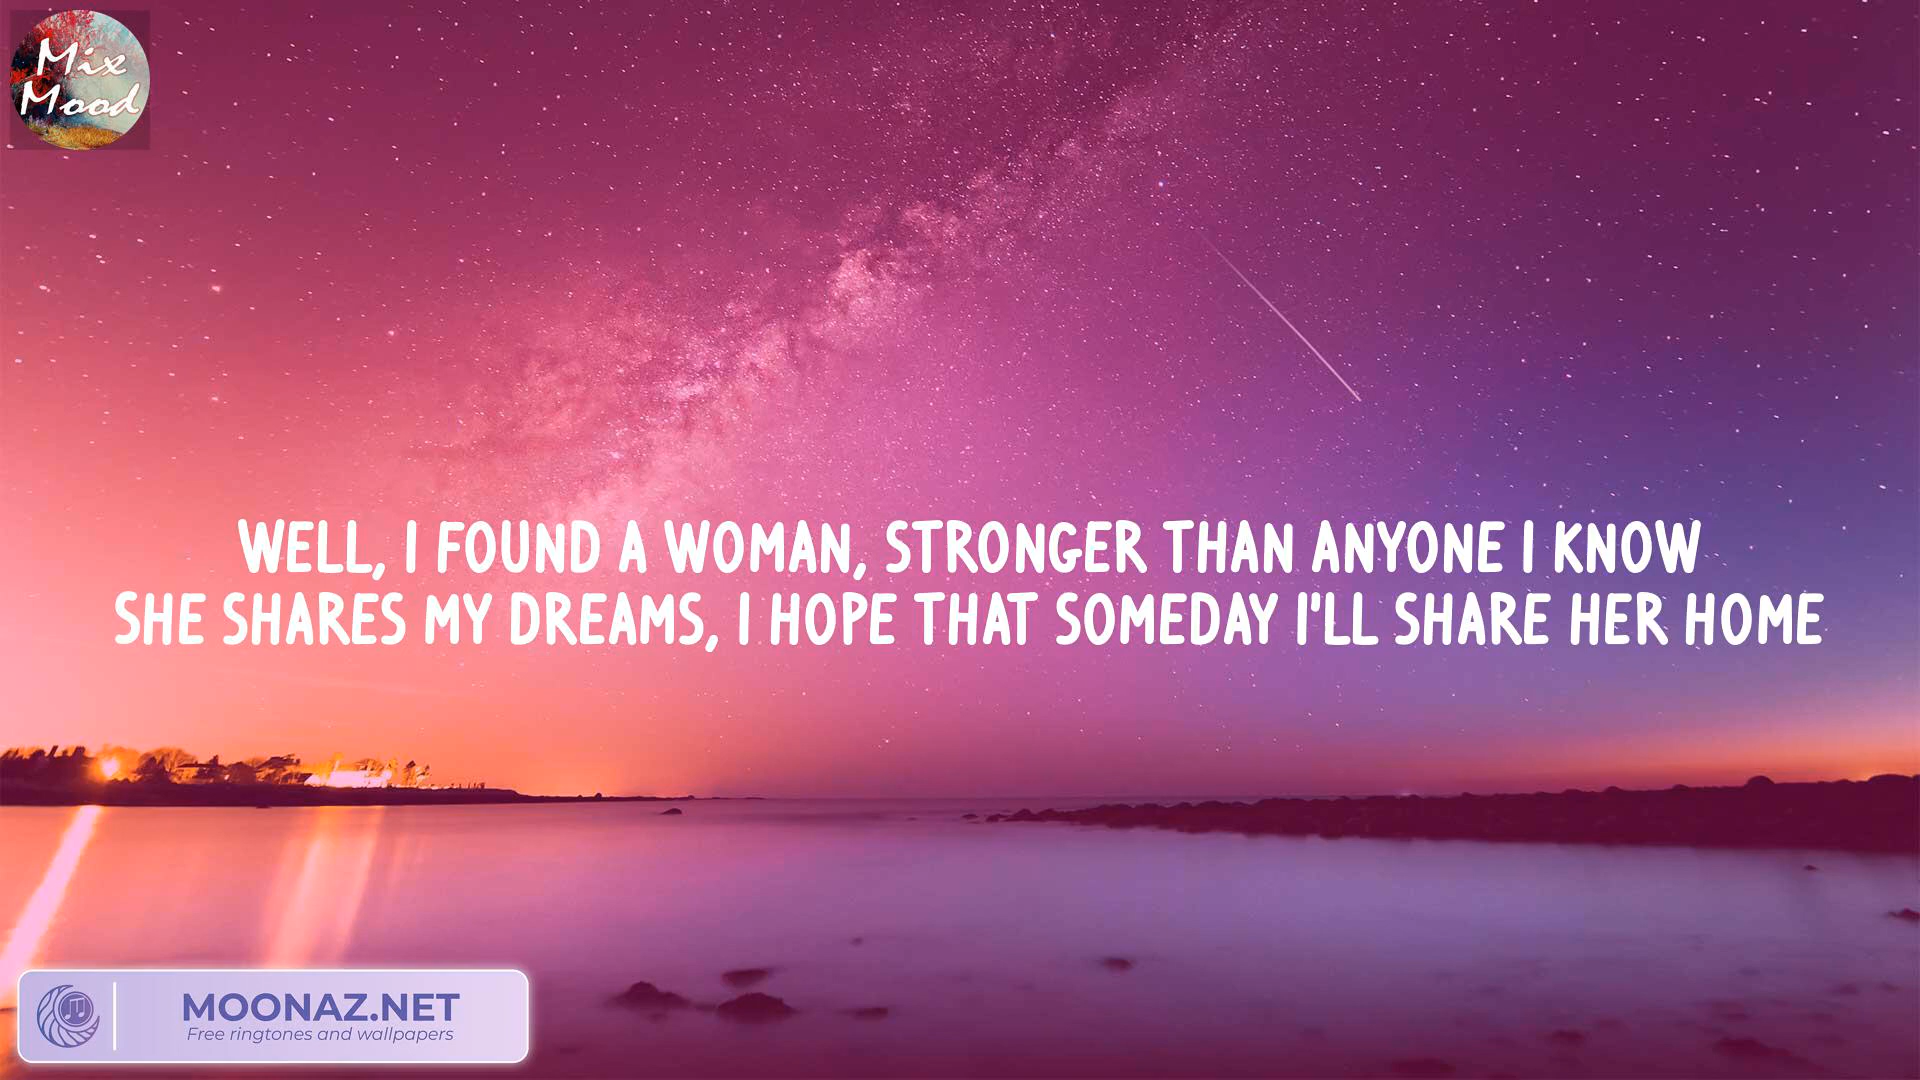 Mix
Mood
WELL, I FOUND A WOMAN, STRONGER THAN ANYONE I KNOW
SHE SHARES MY DREAMS, I HOPE THAT SOMEDAY I'LL SHARE HER HOME
MOONAZ.NET
Free ringtones and wallpapers